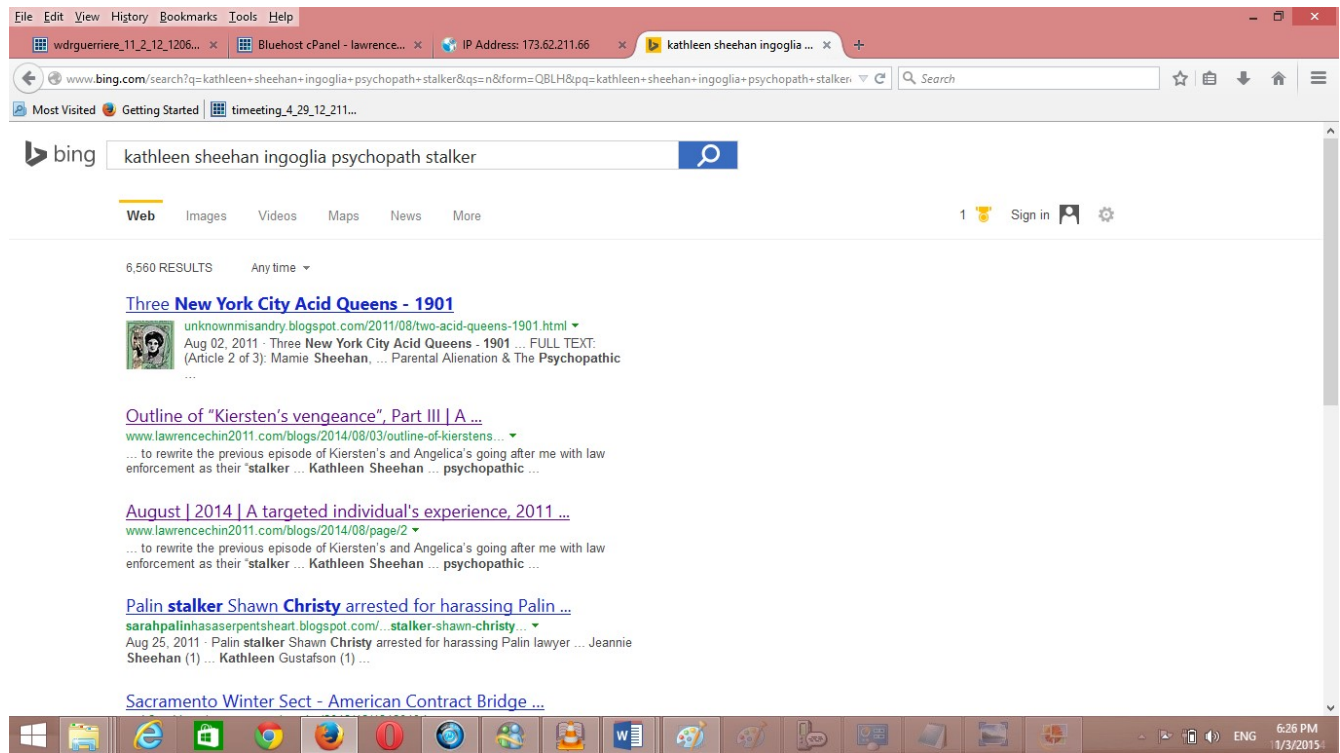 File Edit View History Bookmarks Tools Help
wdrguerriere_11_2_12_1206... × Bluehost cPanel - lawrence... × IP Address: 173.62.211.66 × kathleen sheehan ingoglia ... × +
www.bing.com/search?q=kathleen+sheehan+ingoglia+psychopath+stalker&qs=n&form=QBLH&pq=kathleen+sheehan+ingoglia+psychopath+stalker Search
Most Visited Getting Started timeeting_4_29_12_211...
bing kathleen sheehan ingoglia psychopath stalker
Web Images Videos Maps News More 1 Sign in
6,560 RESULTS Any time
Three New York City Acid Queens - 1901
unknownmisandry.blogspot.com/2011/08/two-acid-queens-1901.html
Aug 02, 2011 · Three New York City Acid Queens - 1901 ... FULL TEXT:
(Article 2 of 3): Mamie Sheehan, ... Parental Alienation & The Psychopathic
...
Outline of “Kiersten’s vengeance”, Part III | A ...
www.lawrencechin2011.com/blogs/2014/08/03/outline-of-kierstens...
... to rewrite the previous episode of Kiersten’s and Angelica’s going after me with law
enforcement as their “stalker ... Kathleen Sheehan ... psychopathic ...
August | 2014 | A targeted individual's experience, 2011 ...
www.lawrencechin2011.com/blogs/2014/08/page/2
... to rewrite the previous episode of Kiersten’s and Angelica’s going after me with law
enforcement as their “stalker ... Kathleen Sheehan ... psychopathic ...
Palin stalker Shawn Christy arrested for harassing Palin ...
sarahpalinhasaserpentsheart.blogspot.com/...stalker-shawn-christy...
Aug 25, 2011 · Palin stalker Shawn Christy arrested for harassing Palin lawyer ... Jeannie
Sheehan (1) ... Kathleen Gustafson (1) ...
Sacramento Winter Sect - American Contract Bridge ...
ENG 6:26 PM
1/3/2015